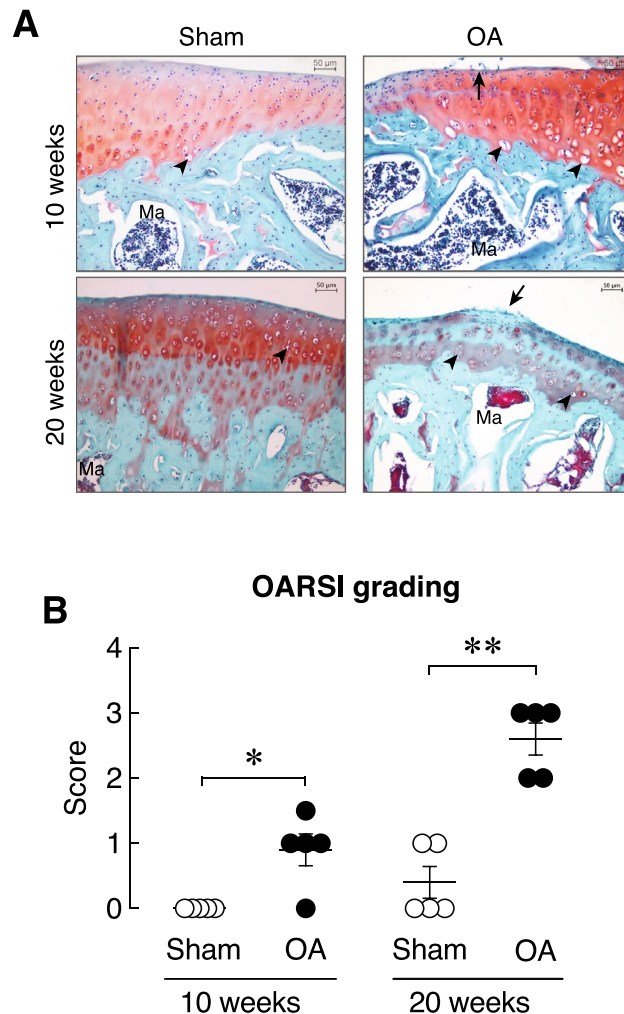 A
Sham
OA
10 weeks
50 µm
Ma
50 µm
Ma
20 weeks
50 µm
Ma
50 µm
Ma
OARSI grading
B
Score
4
3
2
1
0
*
**
Sham
OA
Sham
OA
10 weeks
20 weeks